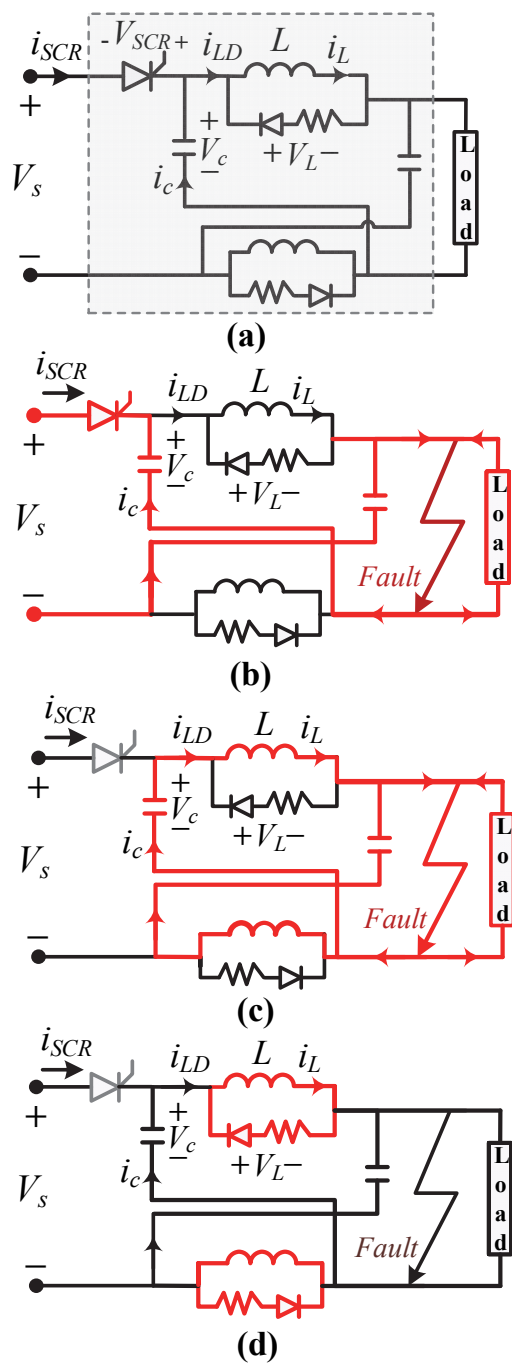 i_SCR
-V_SCR+
i_LD
L
i_L
+
+
V_c
−
+V_L−
i_c
V_s
−
Load
(a)
i_SCR
i_LD
L
i_L
+
+
V_c
−
+V_L−
i_c
V_s
−
Fault
Load
(b)
i_SCR
i_LD
L
i_L
+
+
V_c
−
+V_L−
i_c
V_s
−
Fault
Load
(c)
i_SCR
i_LD
L
i_L
+
+
V_c
−
+V_L−
i_c
V_s
−
Fault
Load
(d)